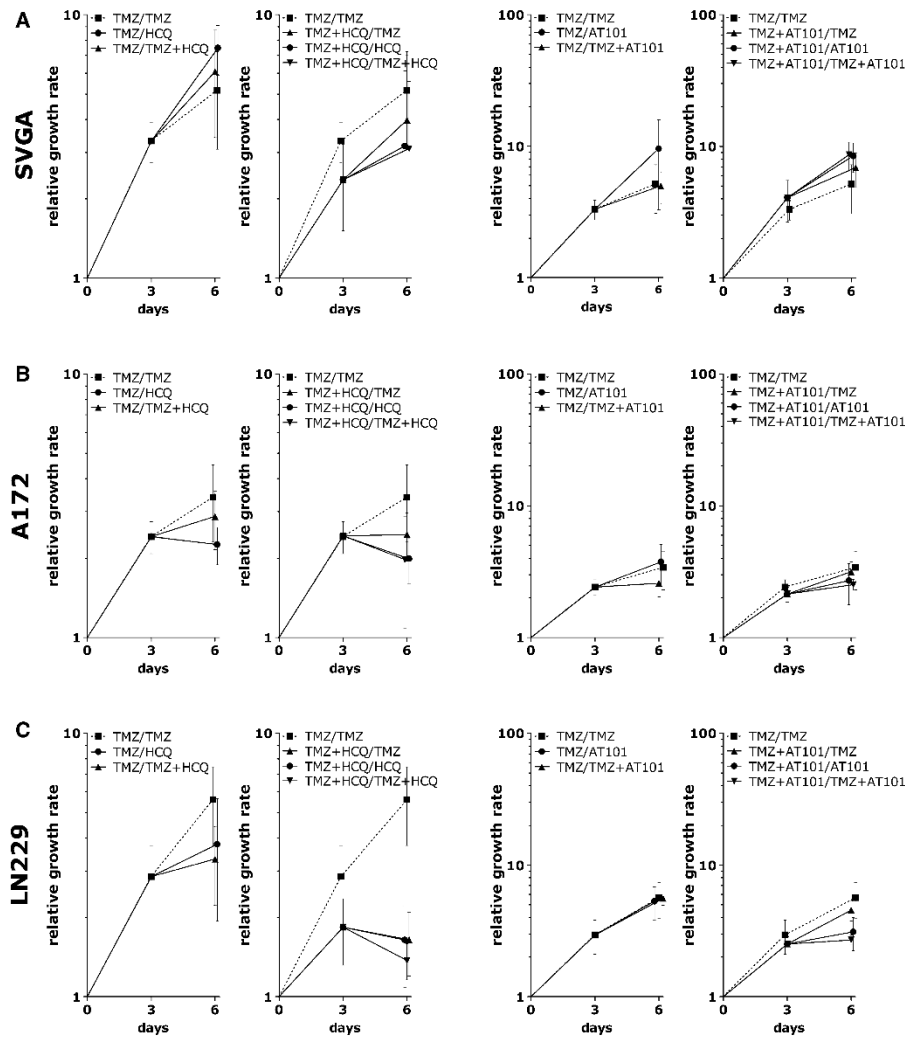 A
SVGA
relative growth rate
10
1
0 3 6
days
TMZ/TMZ
TMZ/HCQ
TMZ/TMZ+HCQ
relative growth rate
10
1
0 3 6
days
TMZ/TMZ
TMZ+HCQ/TMZ
TMZ+HCQ/HCQ
TMZ+HCQ/TMZ+HCQ
relative growth rate
100
10
1
0 3 6
days
TMZ/TMZ
TMZ/AT101
TMZ/TMZ+AT101
relative growth rate
100
10
1
0 3 6
days
TMZ/TMZ
TMZ+AT101/TMZ
TMZ+AT101/AT101
TMZ+AT101/TMZ+AT101
B
A172
relative growth rate
10
1
0 3 6
days
TMZ/TMZ
TMZ/HCQ
TMZ/TMZ+HCQ
relative growth rate
10
1
0 3 6
days
TMZ/TMZ
TMZ+HCQ/TMZ
TMZ+HCQ/HCQ
TMZ+HCQ/TMZ+HCQ
relative growth rate
100
10
1
0 3 6
days
TMZ/TMZ
TMZ/AT101
TMZ/TMZ+AT101
relative growth rate
100
10
1
0 3 6
days
TMZ/TMZ
TMZ+AT101/TMZ
TMZ+AT101/AT101
TMZ+AT101/TMZ+AT101
C
LN229
relative growth rate
10
1
0 3 6
days
TMZ/TMZ
TMZ/HCQ
TMZ/TMZ+HCQ
relative growth rate
10
1
0 3 6
days
TMZ/TMZ
TMZ+HCQ/TMZ
TMZ+HCQ/HCQ
TMZ+HCQ/TMZ+HCQ
relative growth rate
100
10
1
0 3 6
days
TMZ/TMZ
TMZ/AT101
TMZ/TMZ+AT101
relative growth rate
100
10
1
0 3 6
days
TMZ/TMZ
TMZ+AT101/TMZ
TMZ+AT101/AT101
TMZ+AT101/TMZ+AT101